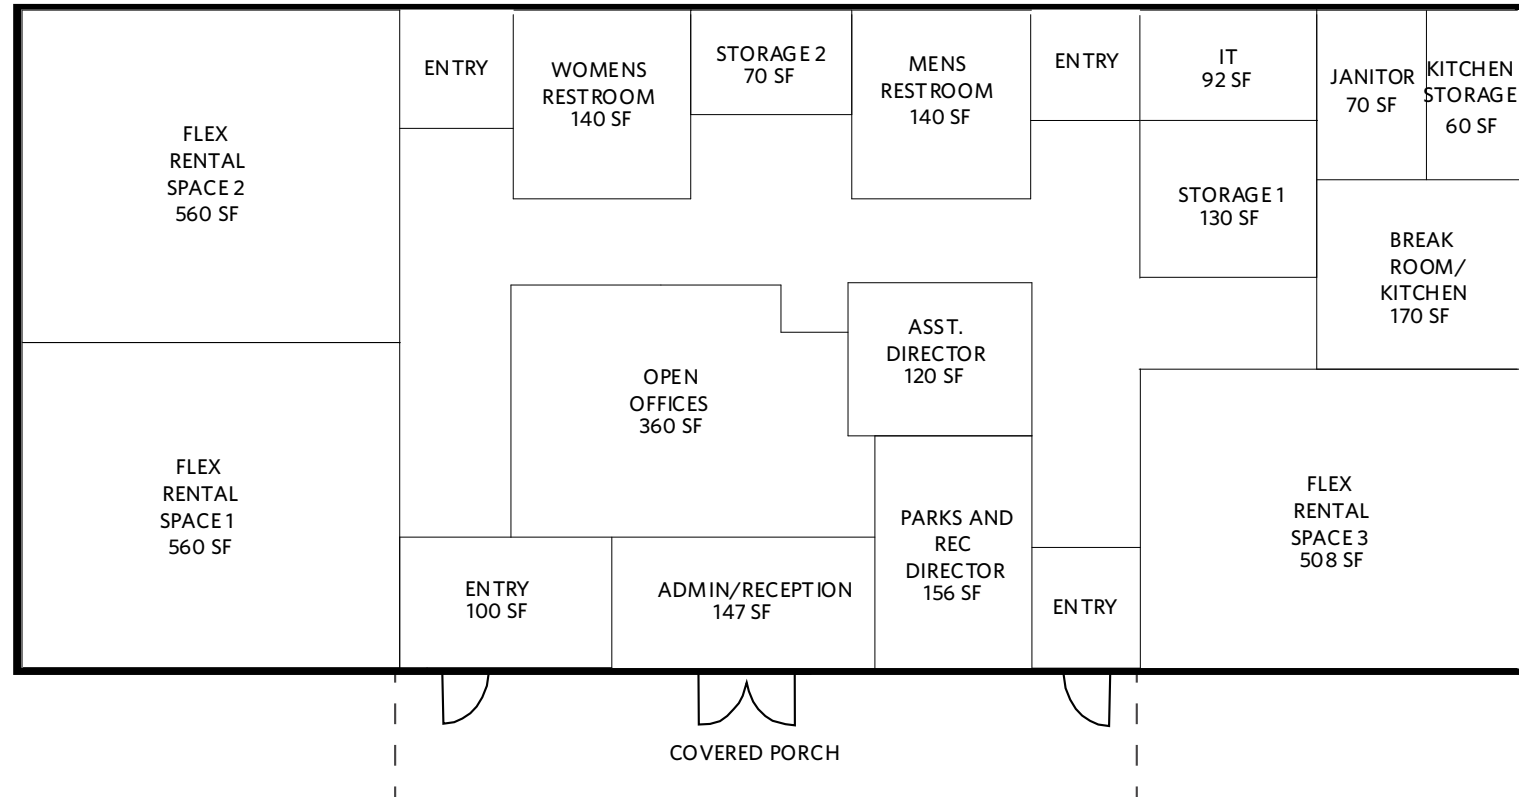 ENTRY
WOMENS
RESTROOM
140 SF
STORAGE 2
70 SF
MENS
RESTROOM
140 SF
ENTRY
IT
92 SF
JANITOR
70 SF
KITCHEN
STORAGE
60 SF
FLEX
RENTAL
SPACE 2
560 SF
STORAGE 1
130 SF
BREAK
ROOM/
KITCHEN
170 SF
ASST.
DIRECTOR
120 SF
OPEN
OFFICES
360 SF
FLEX
RENTAL
SPACE 1
560 SF
PARKS AND
REC
DIRECTOR
156 SF
FLEX
RENTAL
SPACE 3
508 SF
ENTRY
100 SF
ADMIN/RECEPTION
147 SF
ENTRY
COVERED PORCH